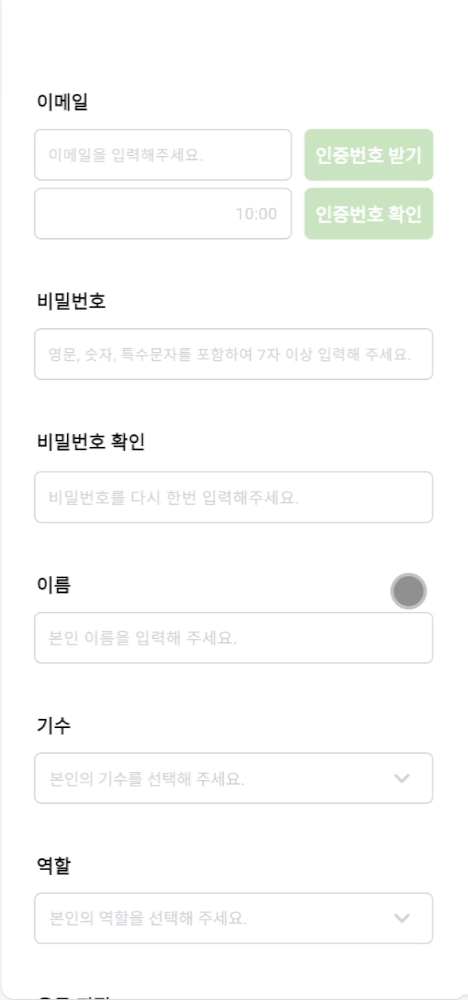 이메일
이메일을 입력해주세요. 인증번호 받기
10:00 인증번호 확인
비밀번호
영문, 숫자, 특수문자를 포함하여 7자 이상 입력해 주세요.
비밀번호 확인
비밀번호를 다시 한번 입력해주세요.
이름
본인 이름을 입력해 주세요.
기수
본인의 기수를 선택해 주세요.
역할
본인의 역할을 선택해 주세요.